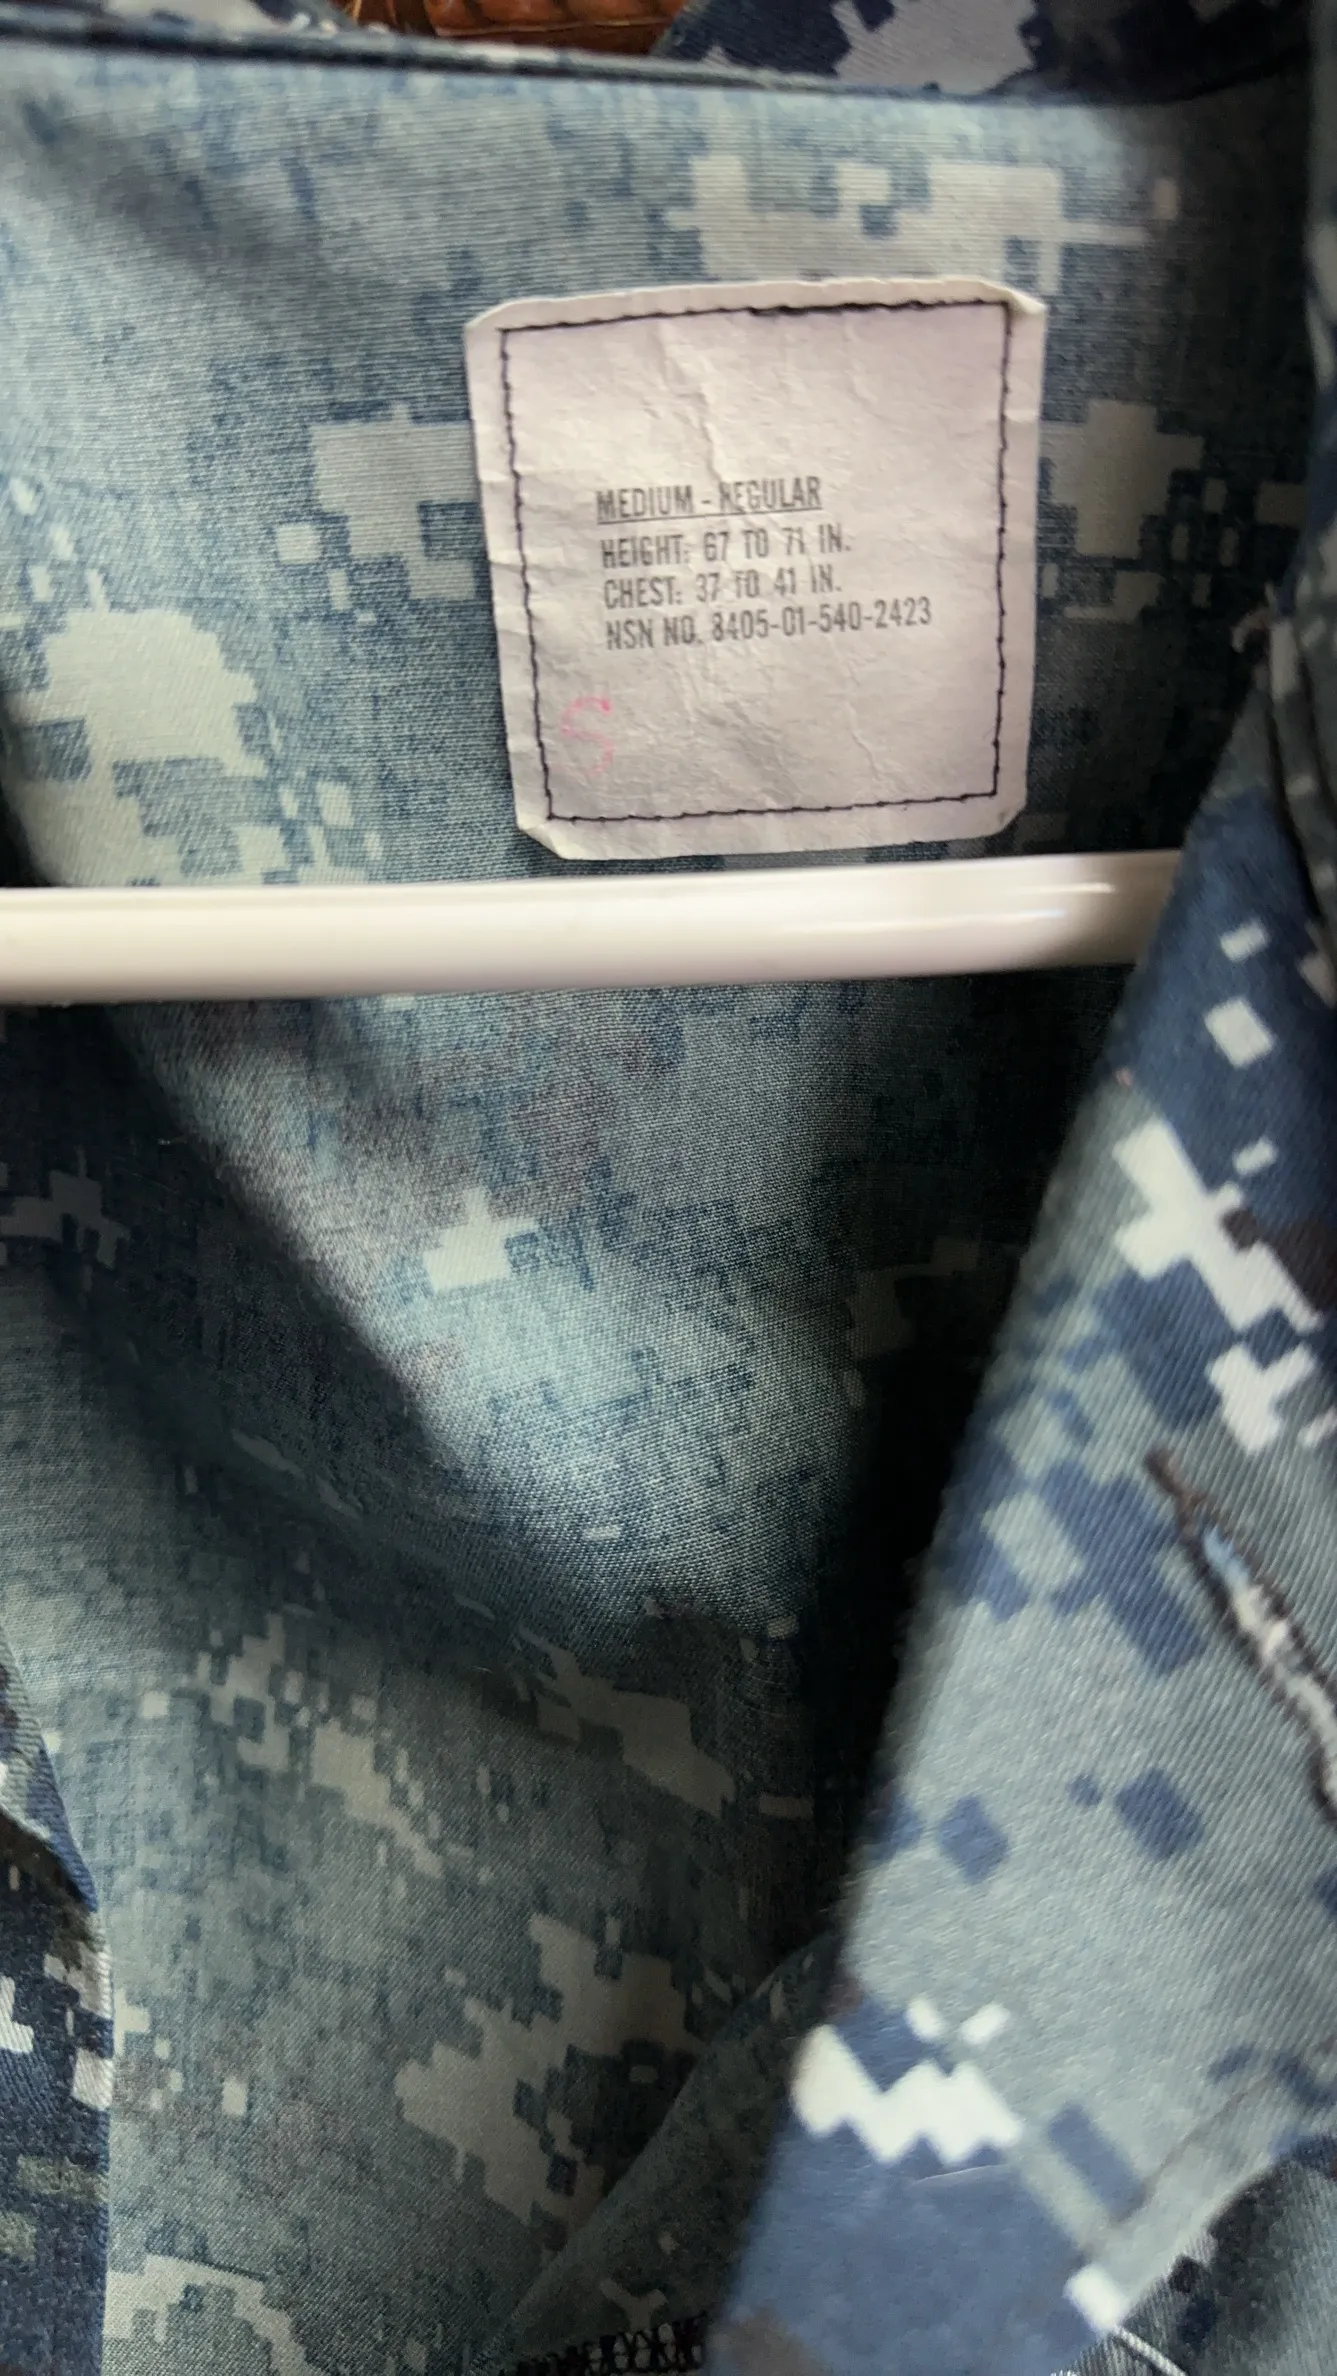 MEDIUM - REGULAR
HEIGHT: 67 TO 71 IN.
CHEST: 37 TO 41 IN.
NSN NO. 8405-01-540-2423
S